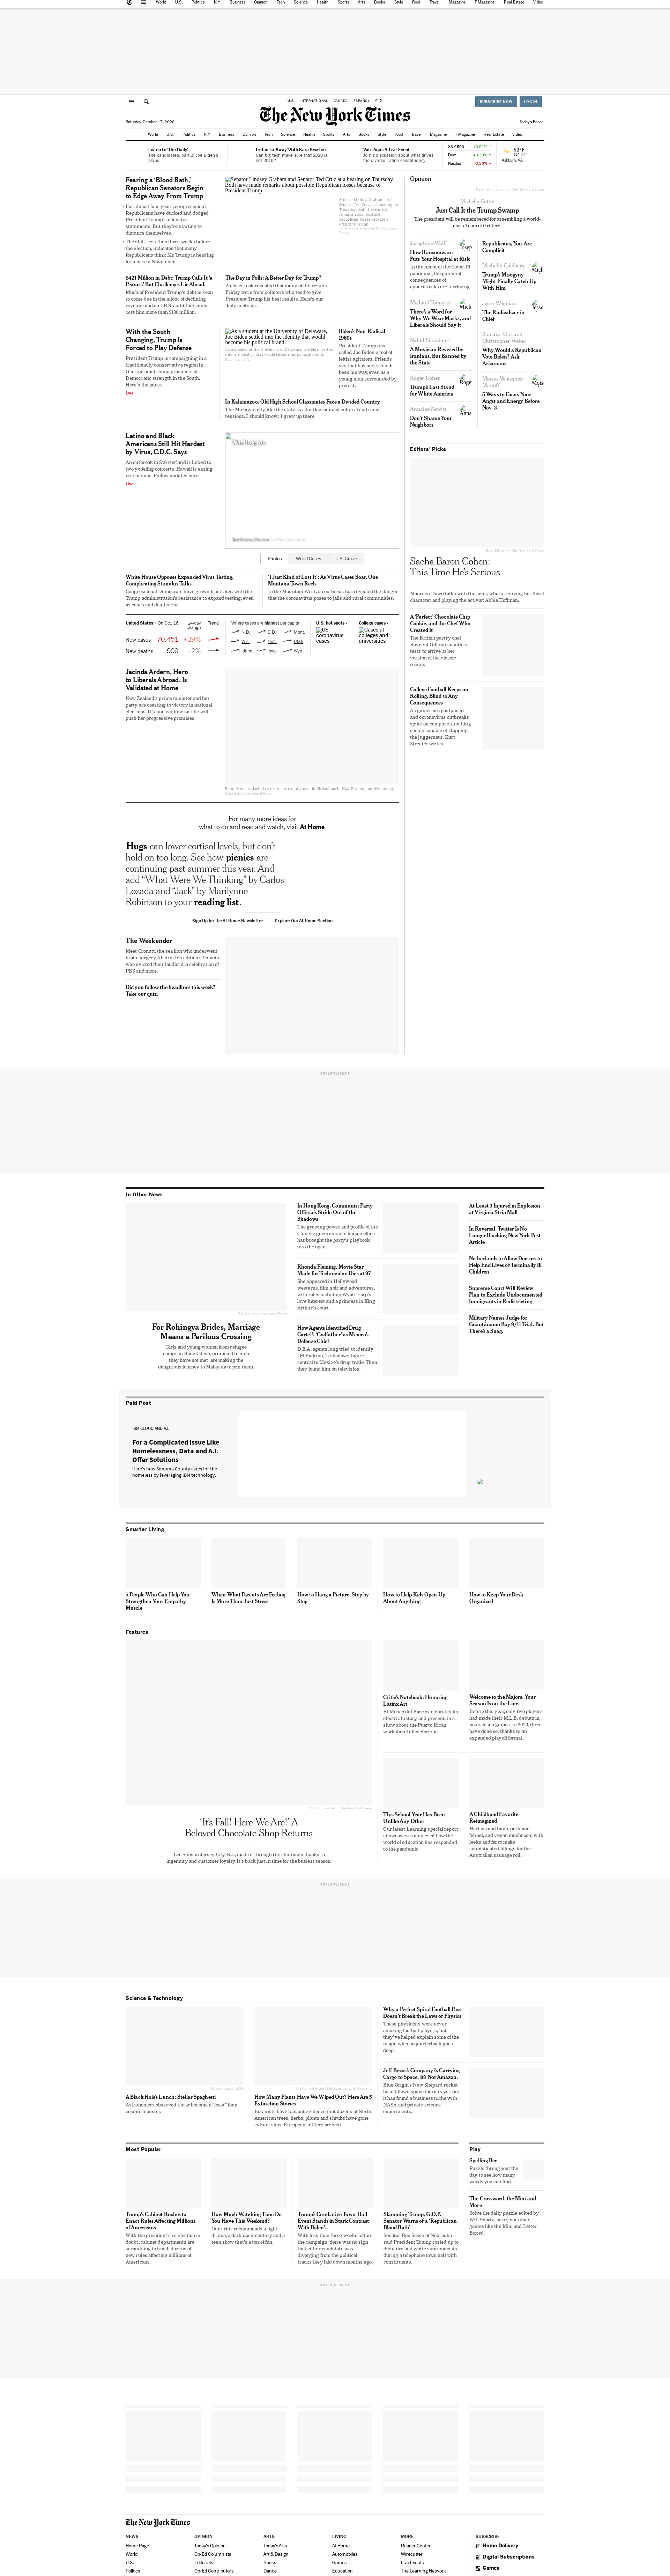 World U.S. Politics N.Y. Business Opinion Tech Science Health Sports Arts Books Style Food Travel Magazine T Magazine Real Estate Video
U.S. INTERNATIONAL CANADA ESPAÑOL 中文
SUBSCRIBE NOW LOG IN
The New York Times
Saturday, October 17, 2020
Today's Paper
World U.S. Politics N.Y. Business Opinion Tech Science Health Sports Arts Books Style Food Travel Magazine T Magazine Real Estate Video
Listen to 'The Daily'
The candidates, part 2: Joe Biden's
plans.
Listen to 'Sway' With Kara Swisher
Can big tech make sure that 2020 is
not 2016?
Voto Aquí: A Live Event
Join a discussion about what drives
the diverse Latino constituency.
S&P 500
Dow
Nasdaq
52°F
Ashburn, VA
Fearing a 'Blood Bath,'
Republican Senators Begin
to Edge Away From Trump
For almost four years, congressional
Republicans have ducked and dodged
President Trump's offensive
statements. But they're starting to
distance themselves.
The shift, less than three weeks before
the election, indicates that many
Republicans think Mr. Trump is heading
for a loss in November.
Senator Lindsey Graham and Senator Ted Cruz at a hearing on Thursday.
Both have made remarks about possible Republican losses because of
President Trump.
Senator Lindsey Graham and
Senator Ted Cruz at a hearing on
Thursday. Both have made
remarks about possible
Republican losses because of
President Trump.
$421 Million in Debt: Trump Calls It 'a
Peanut,' But Challenges Lie Ahead.
Much of President Trump's debt is soon
to come due in the midst of declining
revenue and an I.R.S. audit that could
cost him more than $100 million.
The Day in Polls: A Better Day for Trump?
A closer look revealed that many of the results
Friday were from pollsters who tend to give
President Trump his best results. Here's our
daily analysis.
With the South
Changing, Trump Is
Forced to Play Defense
President Trump is campaigning in a
traditionally conservative region in
Georgia amid strong prospects of
Democratic strength in the South.
Here's the latest.
Live
As a student at the University of Delaware,
Joe Biden settled into the identity that would
become his political brand.
As a student at the University of Delaware, Joe Biden settled
into the identity that would become his political brand.
Biden's Non-Radical
1960s
President Trump has
called Joe Biden a tool of
leftist agitators. Friends
say that has never much
been his way, even as a
young man surrounded by
protest.
In Kalamazoo, Old High School Classmates Face a Divided Country
The Michigan city, like the state, is a battleground of cultural and racial
tensions. I should know: I grew up there.
Latino and Black
Americans Still Hit Hardest
by Virus, C.D.C. Says
An outbreak in Switzerland is linked to
two yodeling concerts. Hawaii is easing
restrictions. Follow updates here.
Live
Washington
Photos World Cases U.S. Curve
White House Opposes Expanded Virus Testing,
Complicating Stimulus Talks
Congressional Democrats have grown frustrated with the
Trump administration's resistance to expanded testing, even
as cases and deaths rise.
'I Just Kind of Lost It': As Virus Cases Soar, One
Montana Town Reels
In the Mountain West, an outbreak has revealed the danger
the coronavirus poses to jails and rural communities.
United States › On Oct. 16 14-day change Trend
New cases 70,451 +29%
New deaths 909 –2%
Where cases are highest per capita
N.D. S.D. Mont.
Wis. Neb. Utah
Idaho Iowa Wyo.
U.S. hot spots ›
US
coronavirus
cases
College cases ›
Cases at
colleges and
universities
Jacinda Ardern, Hero
to Liberals Abroad, Is
Validated at Home
New Zealand's prime minister and her
party are coasting to victory in national
elections. It's unclear how far she will
push her progressive promises.
Prime Minister Jacinda Ardern, center, at a mall in Christchurch, New Zealand, on Wednesday.
For many more ideas for
what to do and read and watch, visit At Home.
Hugs can lower cortisol levels, but don't
hold on too long. See how picnics are
continuing past summer this year. And
add "What Were We Thinking" by Carlos
Lozada and "Jack" by Marilynne
Robinson to your reading list.
Sign Up for the At Home Newsletter Explore Our At Home Section
The Weekender
Meet Cromit, the sea lion who underwent
brain surgery. Also in this edition: Tenants
who evicted their landlord, a celebration of
PBS and more.
Did you follow the headlines this week?
Take our quiz.
Opinion
Michelle Cottle
Just Call It the Trump Swamp
The president will be remembered for assembling a world-
class Team of Grifters.
Josephine Wolff
How Ransomware
Puts Your Hospital at Risk
In the midst of the Covid-19
pandemic, the potential
consequences of
cyberattacks are terrifying.
Michael Tomasky
There's a Word for
Why We Wear Masks, and
Liberals Should Say It
Nahid Siamdoust
A Musician Revered by
Iranians, But Banned by
the State
Roger Cohen
Trump's Last Stand
for White America
Annalee Newitz
Don't Shame Your
Neighbors
Republicans, You Are
Complicit
Michelle Goldberg
Trump's Misogyny
Might Finally Catch Up
With Him
Jesse Wegman
The Radicalizer in
Chief
Samara Klar and
Christopher Weber
Why Would a Republican
Vote Biden? Ask
Arizonans
Moises Velasquez-
Manoff
5 Ways to Focus Your
Angst and Energy Before
Nov. 3
Editors' Picks
Sacha Baron Cohen:
This Time He's Serious
Maureen Dowd talks with the actor, who is reviving his Borat
character and playing the activist Abbie Hoffman.
A 'Perfect' Chocolate Chip
Cookie, and the Chef Who
Created It
The British pastry chef
Ravneet Gill ran countless
tests to arrive at her
version of the classic
recipe.
College Football Keeps on
Rolling, Blind to Any
Consequences
As games are postponed
and coronavirus outbreaks
spike on campuses, nothing
seems capable of stopping
the juggernaut, Kurt
Streeter writes.
ADVERTISEMENT
In Other News
For Rohingya Brides, Marriage
Means a Perilous Crossing
Girls and young women from refugee
camps in Bangladesh, promised to men
they have not met, are making the
dangerous journey to Malaysia to join them.
In Hong Kong, Communist Party
Officials Stride Out of the
Shadows
The growing power and profile of the
Chinese government's liaison office
has brought the party's playbook
into the open.
Rhonda Fleming, Movie Star
Made for Technicolor, Dies at 97
She appeared in Hollywood
westerns, film noir and adventures,
with roles including Wyatt Earp's
love interest and a princess in King
Arthur's court.
How Agents Identified Drug
Cartel's 'Godfather' as Mexico's
Defense Chief
D.E.A. agents long tried to identify
"El Padrino," a shadowy figure
central to Mexico's drug trade. Then
they found him on television.
At Least 3 Injured in Explosion
at Virginia Strip Mall
In Reversal, Twitter Is No
Longer Blocking New York Post
Article
Netherlands to Allow Doctors to
Help End Lives of Terminally Ill
Children
Supreme Court Will Review
Plan to Exclude Undocumented
Immigrants in Redistricting
Military Names Judge for
Guantánamo Bay 9/11 Trial. But
There's a Snag.
Paid Post
IBM CLOUD AND A.I.
For a Complicated Issue Like
Homelessness, Data and A.I.
Offer Solutions
Here's how Sonoma County cares for the
homeless by leveraging IBM technology.
Smarter Living
5 People Who Can Help You
Strengthen Your Empathy
Muscle
When What Parents Are Feeling
Is More Than Just Stress
How to Hang a Picture, Step by
Step
How to Help Kids Open Up
About Anything
How to Keep Your Desk
Organized
Features
'It's Fall! Here We Are!' A
Beloved Chocolate Shop Returns
Lee Sims in Jersey City, N.J., made it through the shutdown thanks to
ingenuity and customer loyalty. It's back just in time for the busiest season.
Critic's Notebook: Honoring
Latinx Art
El Museo del Barrio celebrates its
electric history, and present, in a
show about the Puerto Rican
workshop Taller Boricua.
Welcome to the Majors. Your
Season Is on the Line.
Before this year, only two players
had made their M.L.B. debuts in
postseason games. In 2020, three
have done so, thanks to an
expanded playoff format.
This School Year Has Been
Unlike Any Other
Our latest Learning special report
showcases examples of how the
world of education has responded
to the pandemic.
A Childhood Favorite
Reimagined
Harissa and lamb, pork and
fennel, and vegan mushroom with
leeks and farro make
sophisticated fillings for the
Australian sausage roll.
ADVERTISEMENT
Science & Technology
A Black Hole's Lunch: Stellar Spaghetti
Astronomers observed a star become a "feast" for a
cosmic monster.
How Many Plants Have We Wiped Out? Here Are 5
Extinction Stories
Botanists have laid out evidence that dozens of North
American trees, herbs, plants and shrubs have gone
extinct since European settlers arrived.
Why a Perfect Spiral Football Pass
Doesn't Break the Laws of Physics
These physicists were never
amazing football players, but
they've helped explain some of the
magic when a quarterback goes
deep.
Jeff Bezos's Company Is Carrying
Cargo to Space. It's Not Amazon.
Blue Origin's New Shepard rocket
hasn't flown space tourists yet, but
it has found a business niche with
NASA and private science
experiments.
Most Popular
Trump's Cabinet Rushes to
Enact Rules Affecting Millions
of Americans
With the president's re-election in
doubt, cabinet departments are
scrambling to finish dozens of
new rules affecting millions of
Americans.
How Much Watching Time Do
You Have This Weekend?
Our critic recommends a light
drama, a dark documentary and a
teen show that's a ton of fun.
Trump's Combative Town-Hall
Event Stands in Stark Contrast
With Biden's
With less than three weeks left in
the campaign, there was no sign
that either candidate was
diverging from the political
tracks they laid down months ago.
Slamming Trump, G.O.P.
Senator Warns of a 'Republican
Blood Bath'
Senator Ben Sasse of Nebraska
said President Trump cozied up to
dictators and white supremacists
during a telephone town hall with
constituents.
Play
Spelling Bee
Puzzle throughout the
day to see how many
words you can find.
The Crossword, the Mini and
More
Solve the daily puzzle edited by
Will Shortz, or try out other
games like the Mini and Letter
Boxed.
ADVERTISEMENT
The New York Times
NEWS
Home Page
World
U.S.
Politics
OPINION
Today's Opinion
Op-Ed Columnists
Editorials
Op-Ed Contributors
ARTS
Today's Arts
Art & Design
Books
Dance
LIVING
At Home
Automobiles
Games
Education
MORE
Reader Center
Wirecutter
Live Events
The Learning Network
SUBSCRIBE
Home Delivery
Digital Subscriptions
Games